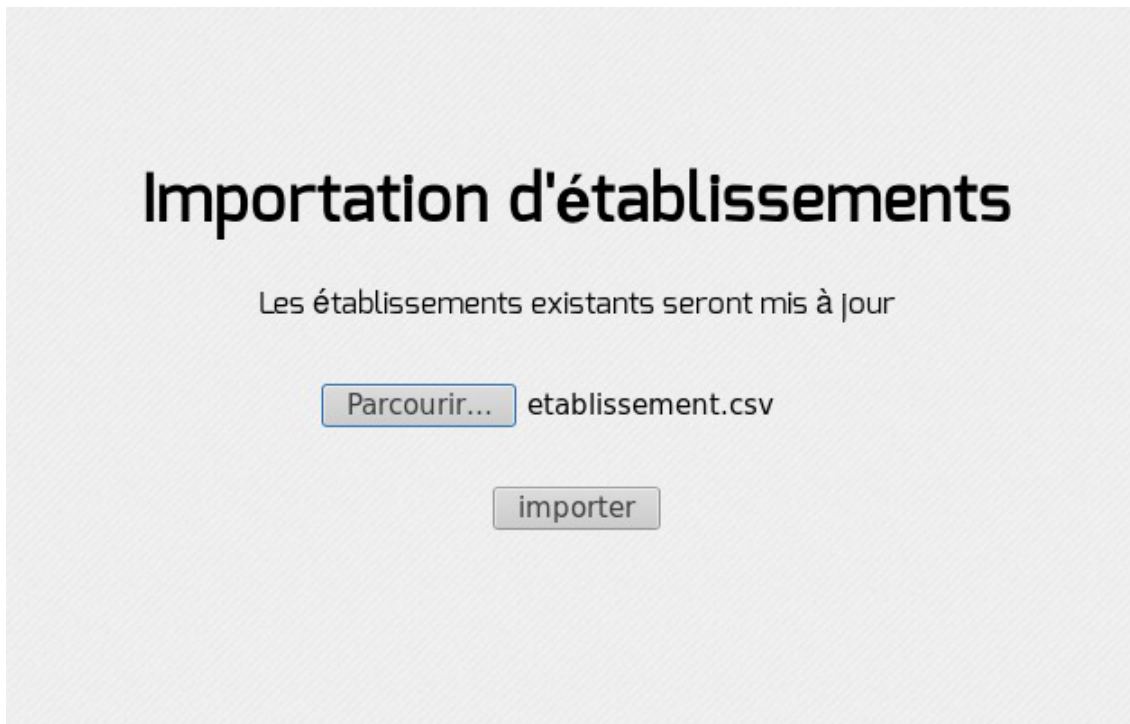 Importation d'établissements
Les établissements existants seront mis à jour
Parcourir... etablissement.csv
importer